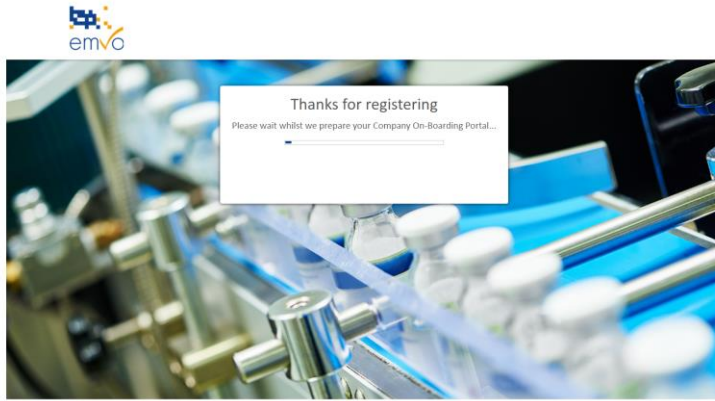 emvo
Thanks for registering
Please wait whilst we prepare your Company On-Boarding Portal...